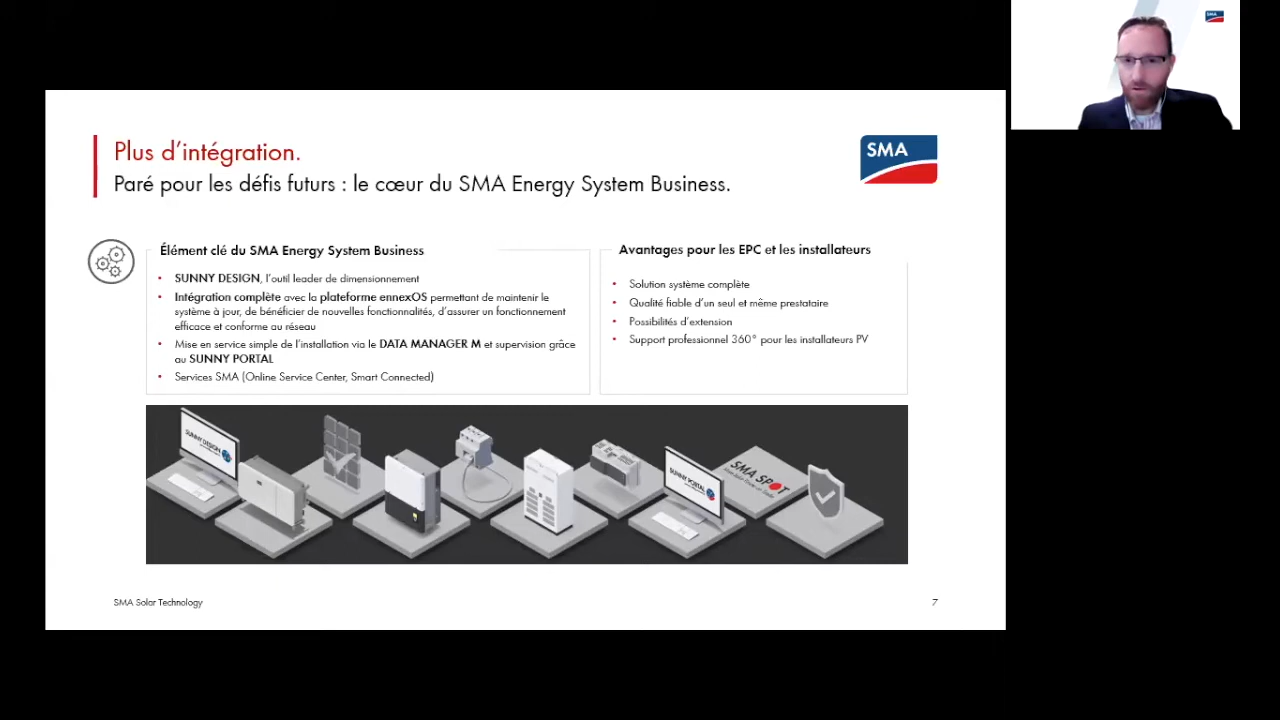 SMA
Plus d'intégration.
Paré pour les défis futurs : le cœur du SMA Energy System Business.
SMA
Élément clé du SMA Energy System Business
• SUNNY DESIGN, l'outil leader de dimensionnement
• Intégration complète avec la plateforme ennexOS permettant de maintenir le
système à jour, de bénéficier de nouvelles fonctionnalités, d'assurer un fonctionnement
efficace et conforme au réseau
• Mise en service simple de l'installation via le DATA MANAGER M et supervision grâce
au SUNNY PORTAL
• Services SMA (Online Service Center, Smart Connected)
Avantages pour les EPC et les installateurs
• Solution système complète
• Qualité fiable d'un seul et même prestataire
• Possibilités d'extension
• Support professionnel 360° pour les installateurs PV
SUNNY DESIGN
SUNNY PORTAL
SMA SPOT
SMA Solar Technology
7